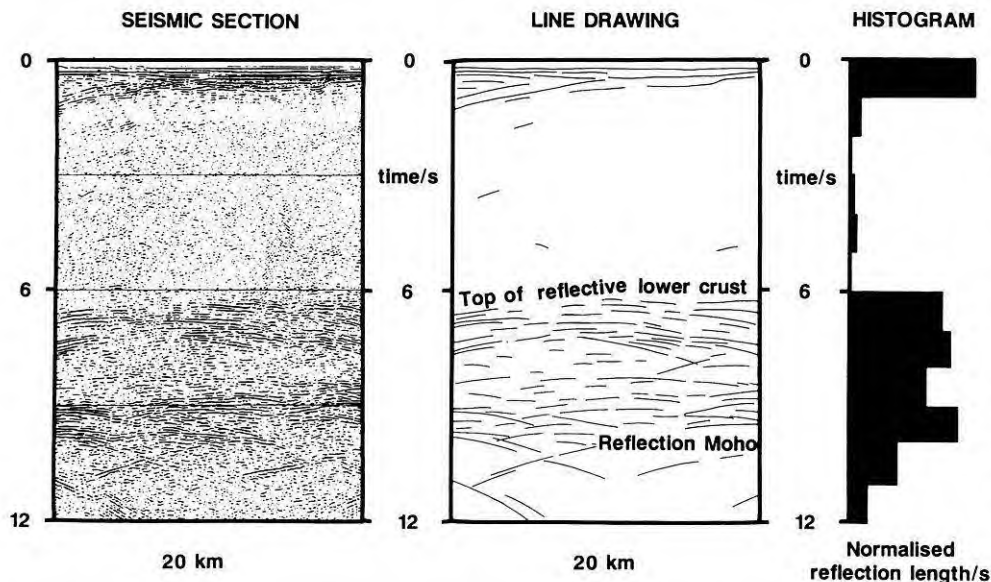 SEISMIC SECTION
LINE DRAWING
HISTOGRAM
0
0
0
time/s
time/s
6
6
6
Top of reflective lower crust
Reflection Moho
12
12
12
20 km
20 km
Normalised
reflection length/s